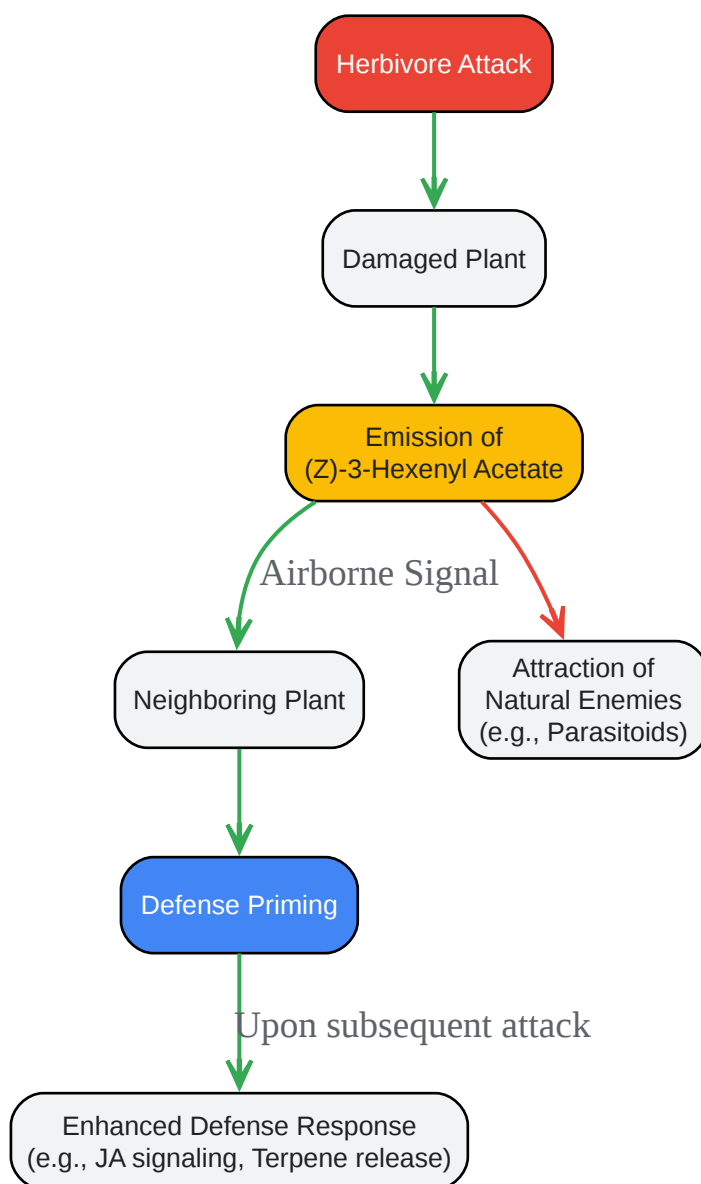 Herbivore Attack
Damaged Plant
Emission of
(Z)-3-Hexenyl Acetate
Airborne Signal
Neighboring Plant
Attraction of
Natural Enemies
(e.g., Parasitoids)
Defense Priming
Upon subsequent attack
Enhanced Defense Response
(e.g., JA signaling, Terpene release)